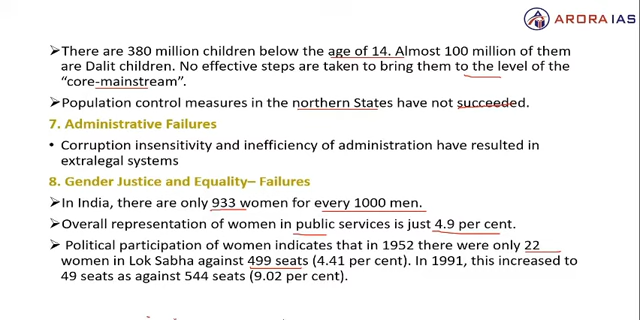 ARORA IAS
➢ There are 380 million children below the age of 14. Almost 100 million of them
are Dalit children. No effective steps are taken to bring them to the level of the
“core-mainstream”.
➢ Population control measures in the northern States have not succeeded.
7. Administrative Failures
• Corruption insensitivity and inefficiency of administration have resulted in
extralegal systems
8. Gender Justice and Equality– Failures
➢ In India, there are only 933 women for every 1000 men.
➢ Overall representation of women in public services is just 4.9 per cent.
➢ Political participation of women indicates that in 1952 there were only 22
women in Lok Sabha against 499 seats (4.41 per cent). In 1991, this increased to
49 seats as against 544 seats (9.02 per cent).